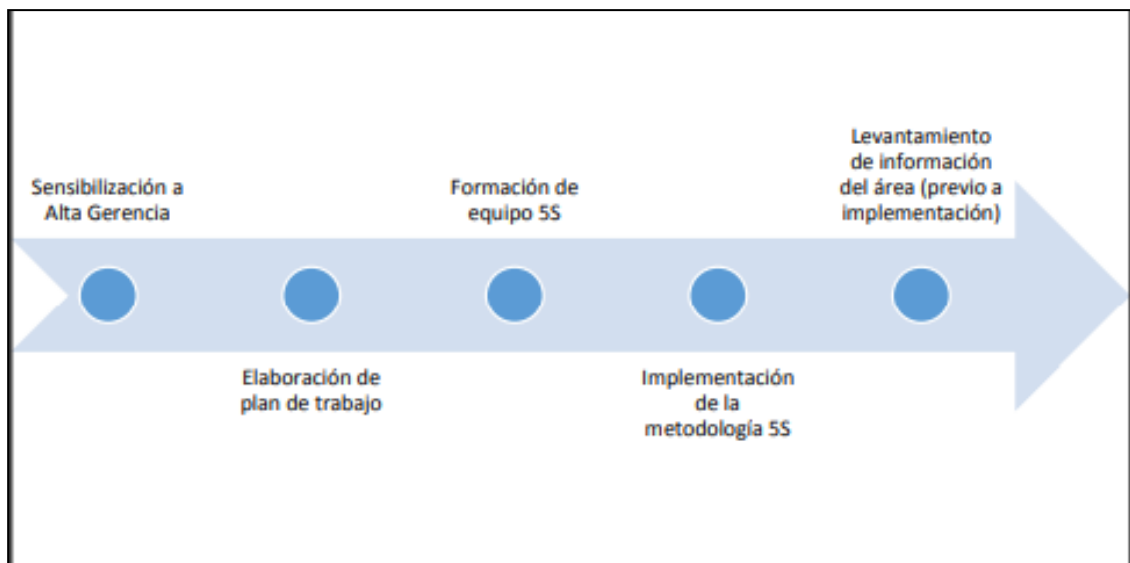 Sensibilización a
Alta Gerencia
Elaboración de
plan de trabajo
Formación de
equipo 5S
Implementación
de la
metodología 5S
Levantamiento
de información
del área (previo a
implementación)